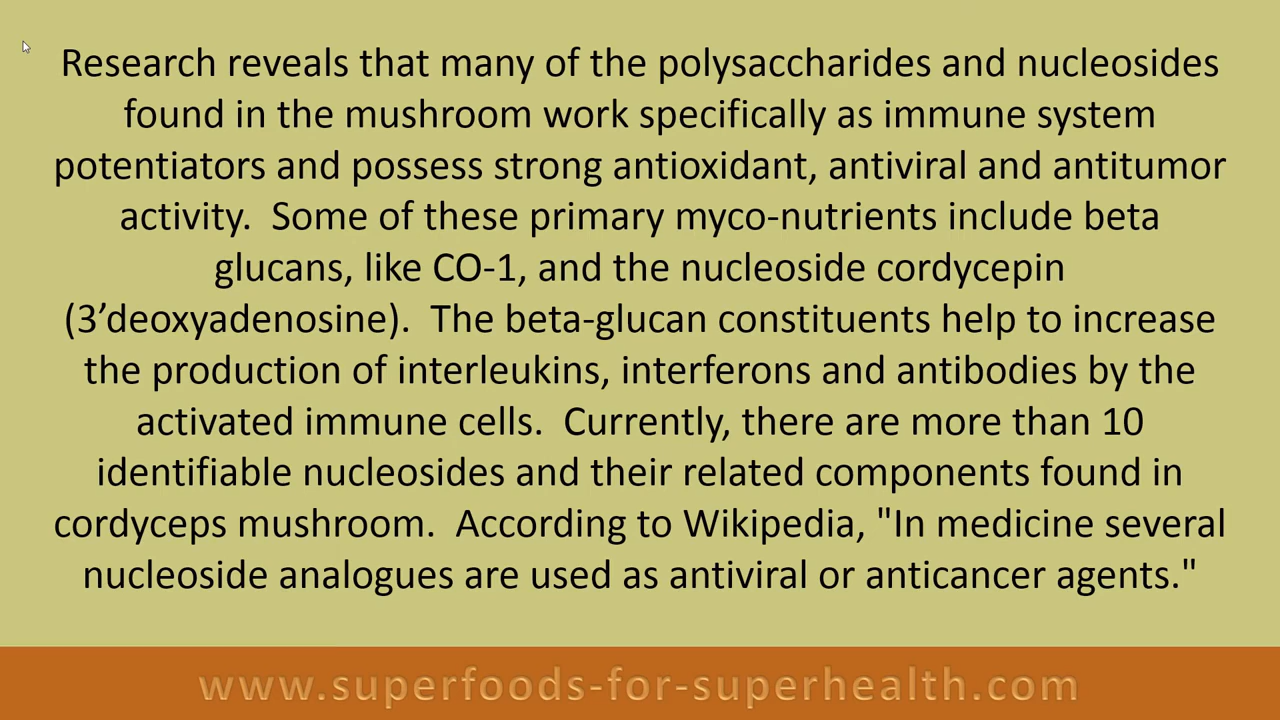 Research reveals that many of the polysaccharides and nucleosides
found in the mushroom work specifically as immune system
potentiators and possess strong antioxidant, antiviral and antitumor
activity.  Some of these primary myco-nutrients include beta
glucans, like CO-1, and the nucleoside cordycepin
(3’deoxyadenosine).  The beta-glucan constituents help to increase
the production of interleukins, interferons and antibodies by the
activated immune cells.  Currently, there are more than 10
identifiable nucleosides and their related components found in
cordyceps mushroom.  According to Wikipedia, "In medicine several
nucleoside analogues are used as antiviral or anticancer agents."
www.superfoods-for-superhealth.com